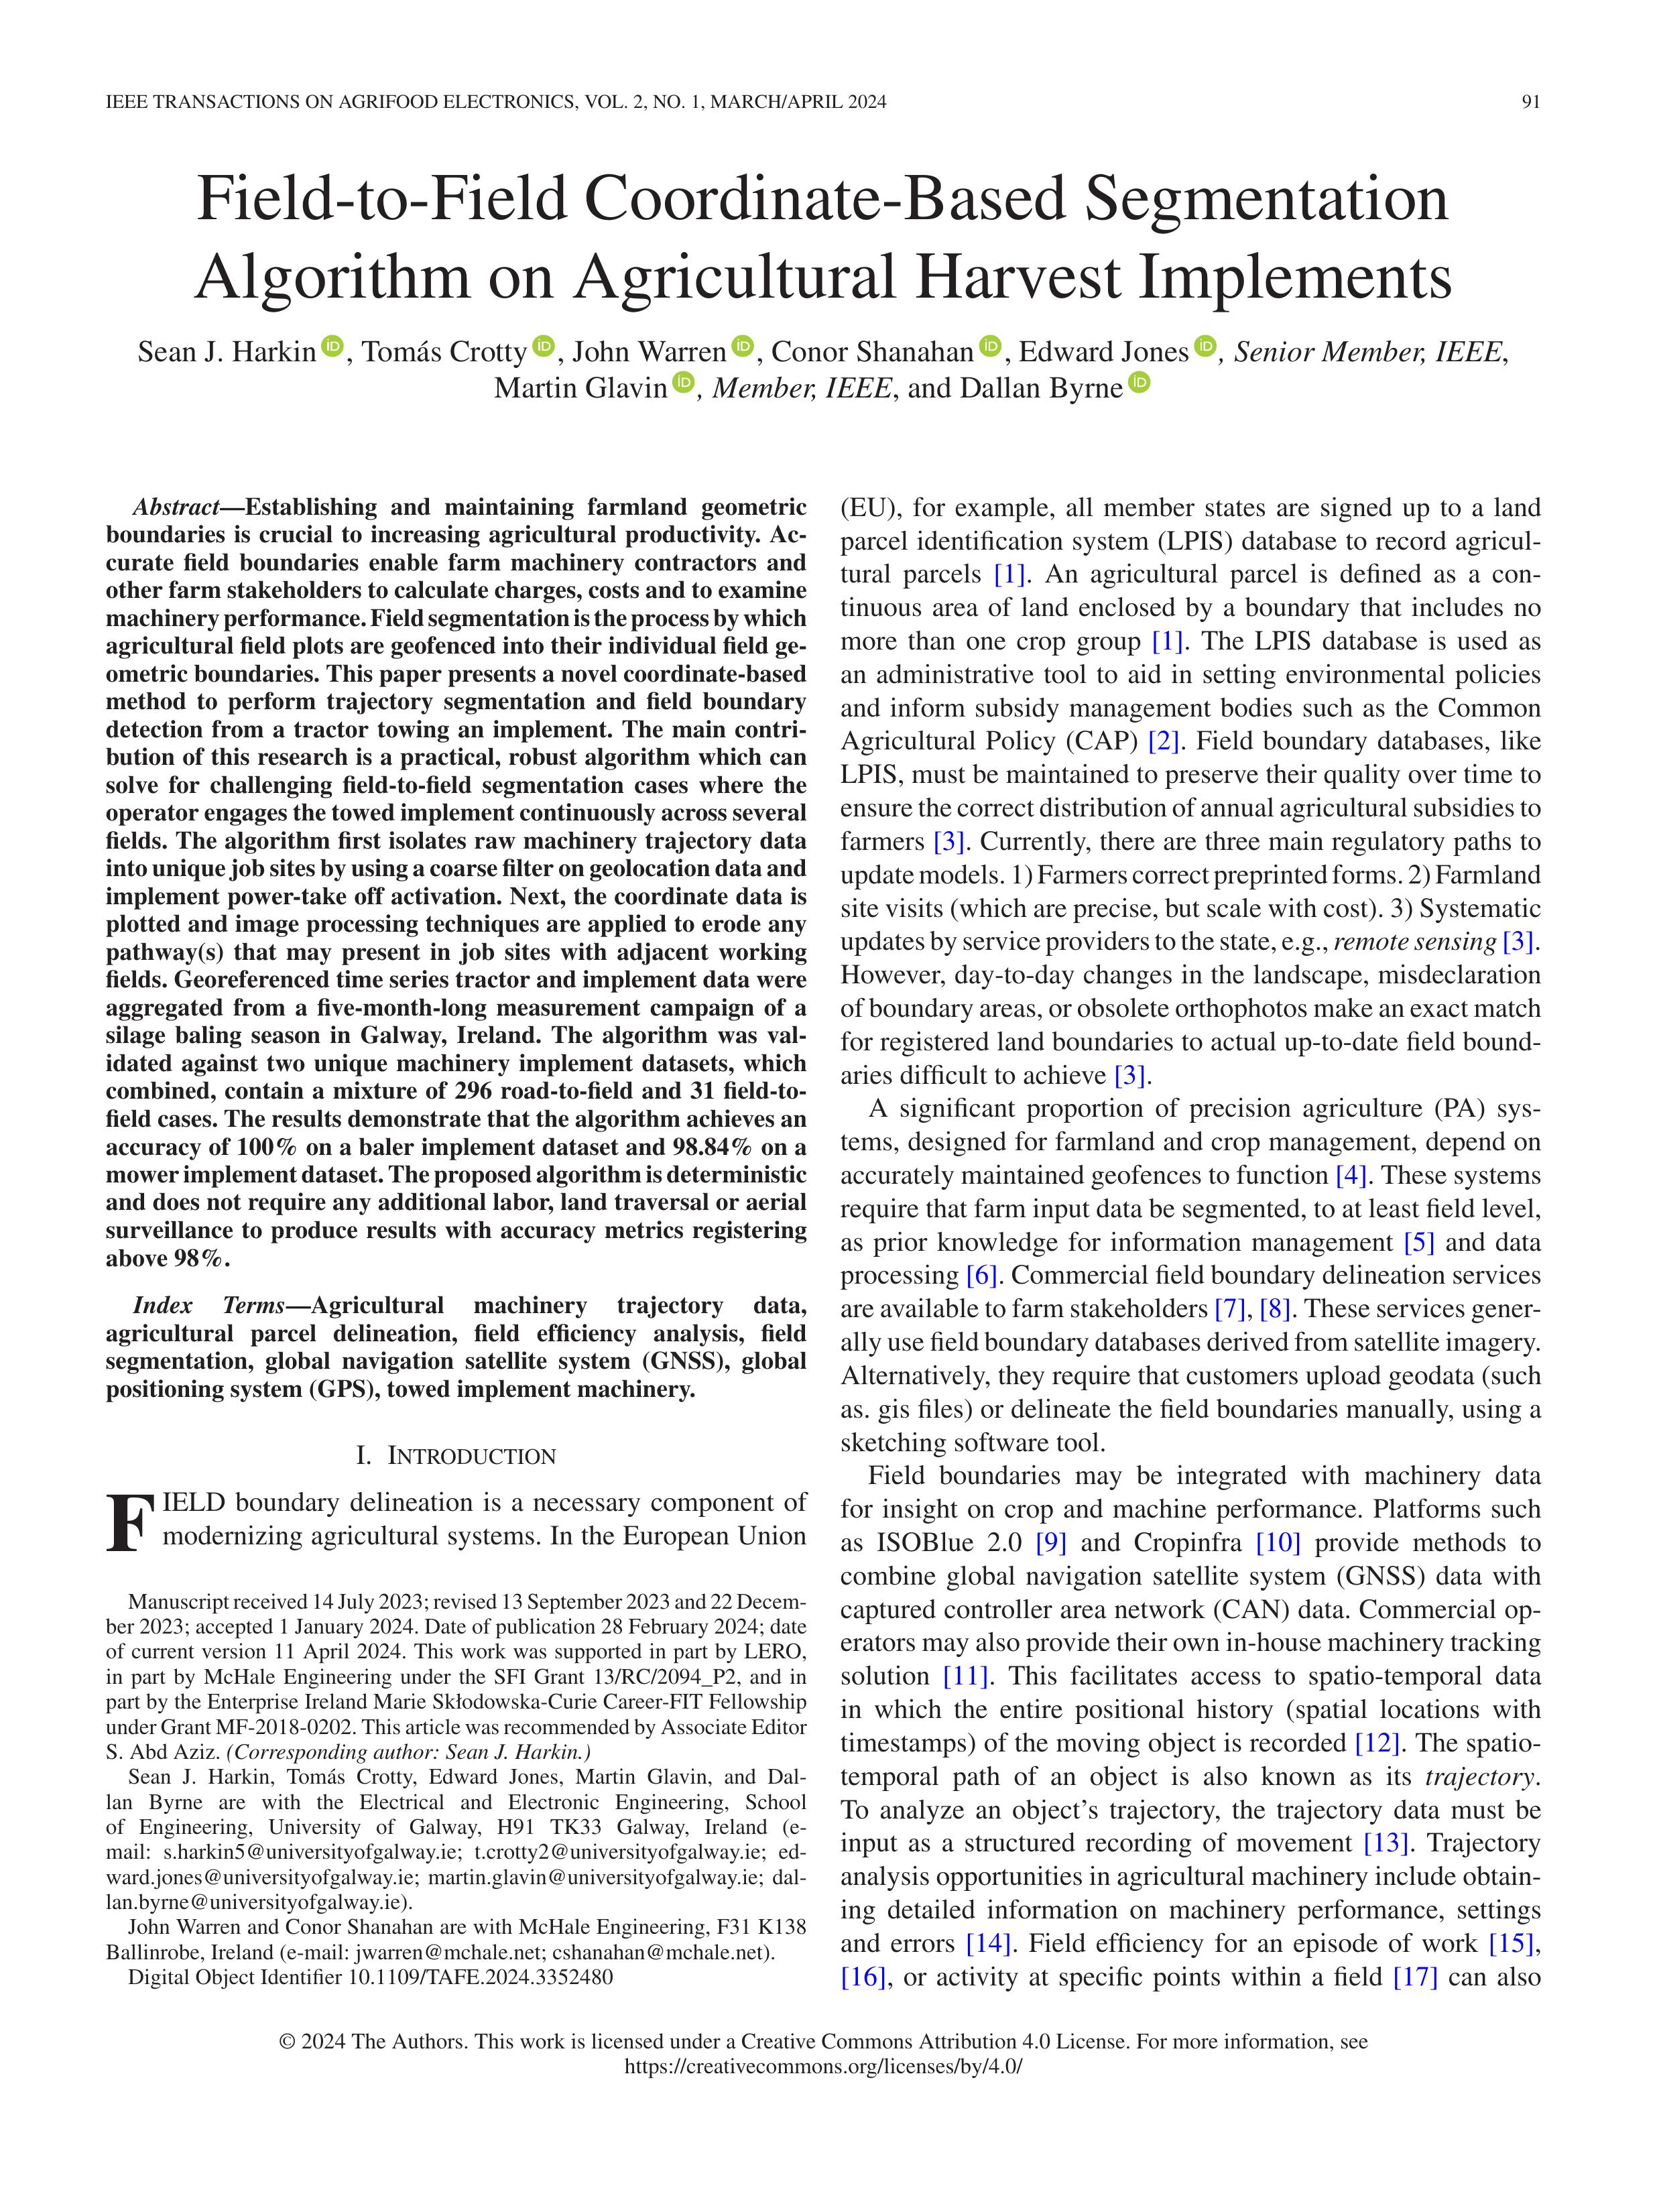 IEEE TRANSACTIONS ON AGRIFOOD ELECTRONICS, VOL. 2, NO. 1, MARCH/APRIL 2024 91
Field-to-Field Coordinate-Based Segmentation
Algorithm on Agricultural Harvest Implements
Sean J. Harkin iD, Tomás Crotty iD, John Warren iD, Conor Shanahan iD, Edward Jones iD, Senior Member, IEEE,
Martin Glavin iD, Member, IEEE, and Dallan Byrne iD
Abstract—Establishing and maintaining farmland geometric
boundaries is crucial to increasing agricultural productivity. Ac-
curate field boundaries enable farm machinery contractors and
other farm stakeholders to calculate charges, costs and to examine
machinery performance. Field segmentation is the process by which
agricultural field plots are geofenced into their individual field ge-
ometric boundaries. This paper presents a novel coordinate-based
method to perform trajectory segmentation and field boundary
detection from a tractor towing an implement. The main contri-
bution of this research is a practical, robust algorithm which can
solve for challenging field-to-field segmentation cases where the
operator engages the towed implement continuously across several
fields. The algorithm first isolates raw machinery trajectory data
into unique job sites by using a coarse filter on geolocation data and
implement power-take off activation. Next, the coordinate data is
plotted and image processing techniques are applied to erode any
pathway(s) that may present in job sites with adjacent working
fields. Georeferenced time series tractor and implement data were
aggregated from a five-month-long measurement campaign of a
silage baling season in Galway, Ireland. The algorithm was val-
idated against two unique machinery implement datasets, which
combined, contain a mixture of 296 road-to-field and 31 field-to-
field cases. The results demonstrate that the algorithm achieves an
accuracy of 100% on a baler implement dataset and 98.84% on a
mower implement dataset. The proposed algorithm is deterministic
and does not require any additional labor, land traversal or aerial
surveillance to produce results with accuracy metrics registering
above 98%.
Index Terms—Agricultural machinery trajectory data,
agricultural parcel delineation, field efficiency analysis, field
segmentation, global navigation satellite system (GNSS), global
positioning system (GPS), towed implement machinery.
I. INTRODUCTION
FIELD boundary delineation is a necessary component of
modernizing agricultural systems. In the European Union
Manuscript received 14 July 2023; revised 13 September 2023 and 22 Decem-
ber 2023; accepted 1 January 2024. Date of publication 28 February 2024; date
of current version 11 April 2024. This work was supported in part by LERO,
in part by McHale Engineering under the SFI Grant 13/RC/2094_P2, and in
part by the Enterprise Ireland Marie Skłodowska-Curie Career-FIT Fellowship
under Grant MF-2018-0202. This article was recommended by Associate Editor
S. Abd Aziz. (Corresponding author: Sean J. Harkin.)
Sean J. Harkin, Tomás Crotty, Edward Jones, Martin Glavin, and Dal-
lan Byrne are with the Electrical and Electronic Engineering, School
of Engineering, University of Galway, H91 TK33 Galway, Ireland (e-
mail: s.harkin5@universityofgalway.ie; t.crotty2@universityofgalway.ie; ed-
ward.jones@universityofgalway.ie; martin.glavin@universityofgalway.ie; dal-
lan.byrne@universityofgalway.ie).
John Warren and Conor Shanahan are with McHale Engineering, F31 K138
Ballinrobe, Ireland (e-mail: jwarren@mchale.net; cshanahan@mchale.net).
Digital Object Identifier 10.1109/TAFE.2024.3352480
(EU), for example, all member states are signed up to a land
parcel identification system (LPIS) database to record agricul-
tural parcels [1]. An agricultural parcel is defined as a con-
tinuous area of land enclosed by a boundary that includes no
more than one crop group [1]. The LPIS database is used as
an administrative tool to aid in setting environmental policies
and inform subsidy management bodies such as the Common
Agricultural Policy (CAP) [2]. Field boundary databases, like
LPIS, must be maintained to preserve their quality over time to
ensure the correct distribution of annual agricultural subsidies to
farmers [3]. Currently, there are three main regulatory paths to
update models. 1) Farmers correct preprinted forms. 2) Farmland
site visits (which are precise, but scale with cost). 3) Systematic
updates by service providers to the state, e.g., remote sensing [3].
However, day-to-day changes in the landscape, misdeclaration
of boundary areas, or obsolete orthophotos make an exact match
for registered land boundaries to actual up-to-date field bound-
aries difficult to achieve [3].
A significant proportion of precision agriculture (PA) sys-
tems, designed for farmland and crop management, depend on
accurately maintained geofences to function [4]. These systems
require that farm input data be segmented, to at least field level,
as prior knowledge for information management [5] and data
processing [6]. Commercial field boundary delineation services
are available to farm stakeholders [7], [8]. These services gener-
ally use field boundary databases derived from satellite imagery.
Alternatively, they require that customers upload geodata (such
as. gis files) or delineate the field boundaries manually, using a
sketching software tool.
Field boundaries may be integrated with machinery data
for insight on crop and machine performance. Platforms such
as ISOBlue 2.0 [9] and Cropinfra [10] provide methods to
combine global navigation satellite system (GNSS) data with
captured controller area network (CAN) data. Commercial op-
erators may also provide their own in-house machinery tracking
solution [11]. This facilitates access to spatio-temporal data
in which the entire positional history (spatial locations with
timestamps) of the moving object is recorded [12]. The spatio-
temporal path of an object is also known as its trajectory.
To analyze an object's trajectory, the trajectory data must be
input as a structured recording of movement [13]. Trajectory
analysis opportunities in agricultural machinery include obtain-
ing detailed information on machinery performance, settings
and errors [14]. Field efficiency for an episode of work [15],
[16], or activity at specific points within a field [17] can also
© 2024 The Authors. This work is licensed under a Creative Commons Attribution 4.0 License. For more information, see
https://creativecommons.org/licenses/by/4.0/